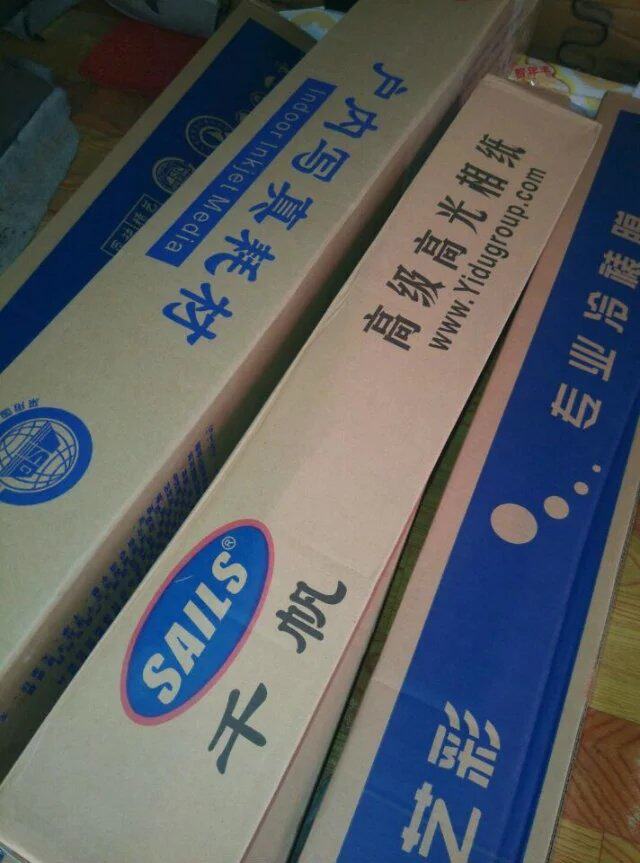 户内写真耗材
Indoor Inkjet Media
高级高光相纸
www.Yidugroup.com
SAILS®
千帆
专业冷裱膜
艺彩